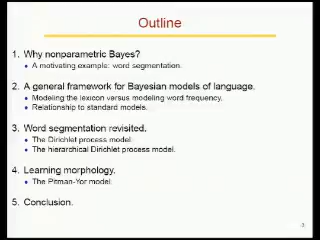 Outline
1. Why nonparametric Bayes?
• A motivating example: word segmentation.
2. A general framework for Bayesian models of language.
• Modeling the lexicon versus modeling word frequency.
• Relationship to standard models.
3. Word segmentation revisited.
• The Dirichlet process model
• The hierarchical Dirichlet process model.
4. Learning morphology.
• The Pitman-Yor model.
5. Conclusion.
3